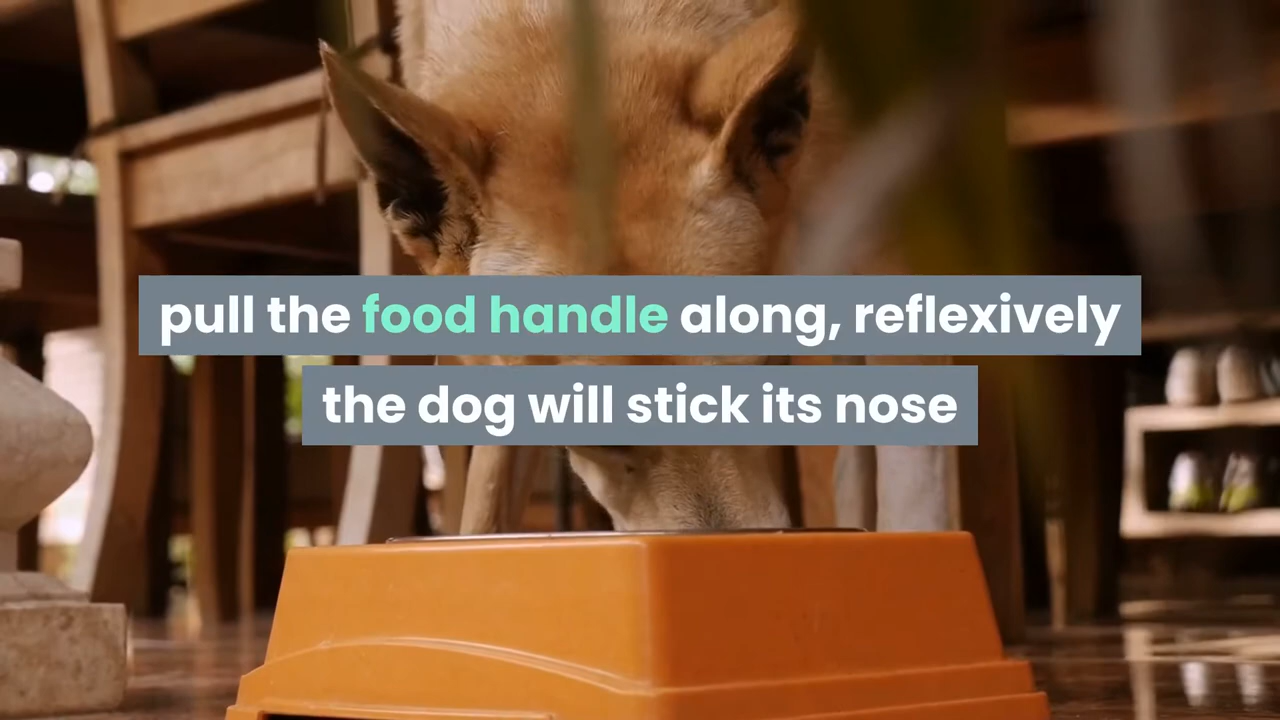 pull the food handle along, reflexively
the dog will stick its nose